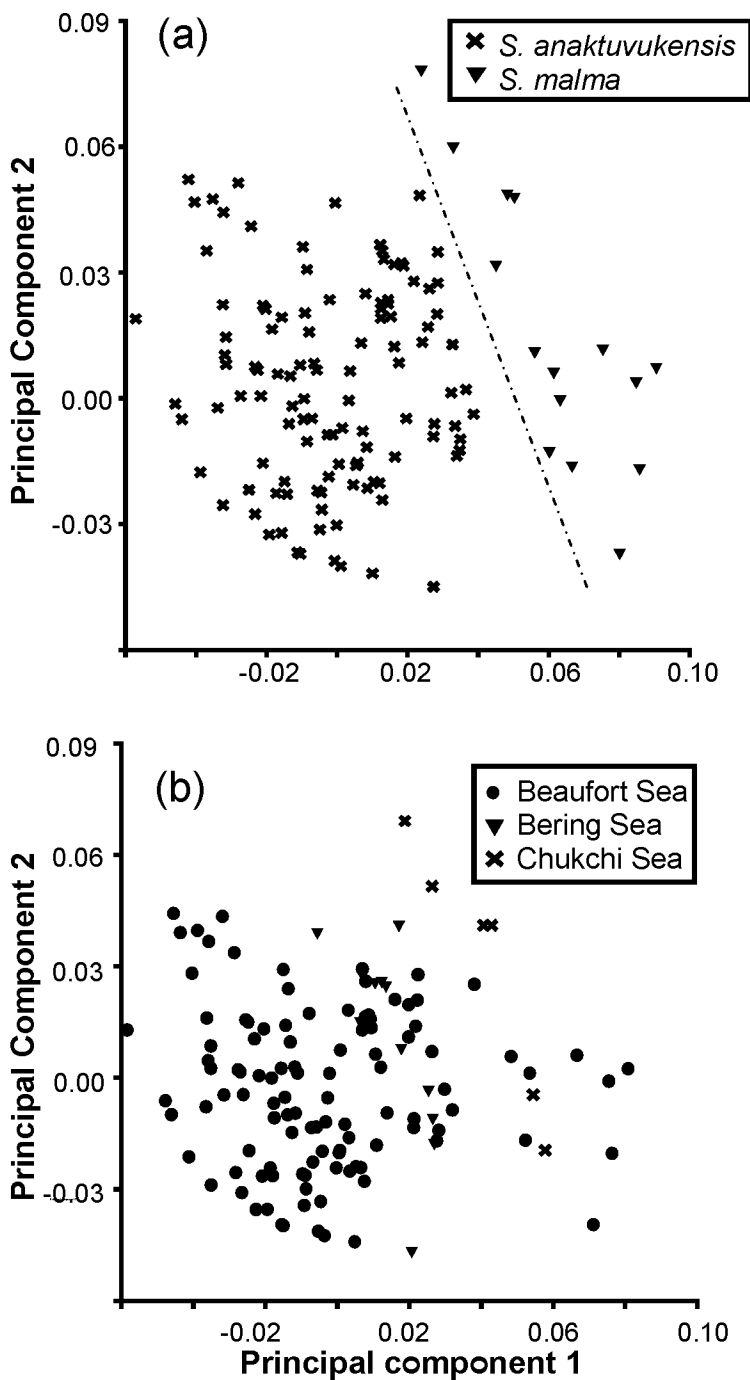 0.09
(a)
S. anaktuvukensis
S. malma
0.06
0.03
0.00
-0.03
Principal Component 2
-0.02
0.02
0.06
0.10
0.09
(b)
Beaufort Sea
Bering Sea
Chukchi Sea
0.06
0.03
0.00
-0.03
Principal Component 2
-0.02
0.02
0.06
0.10
Principal component 1